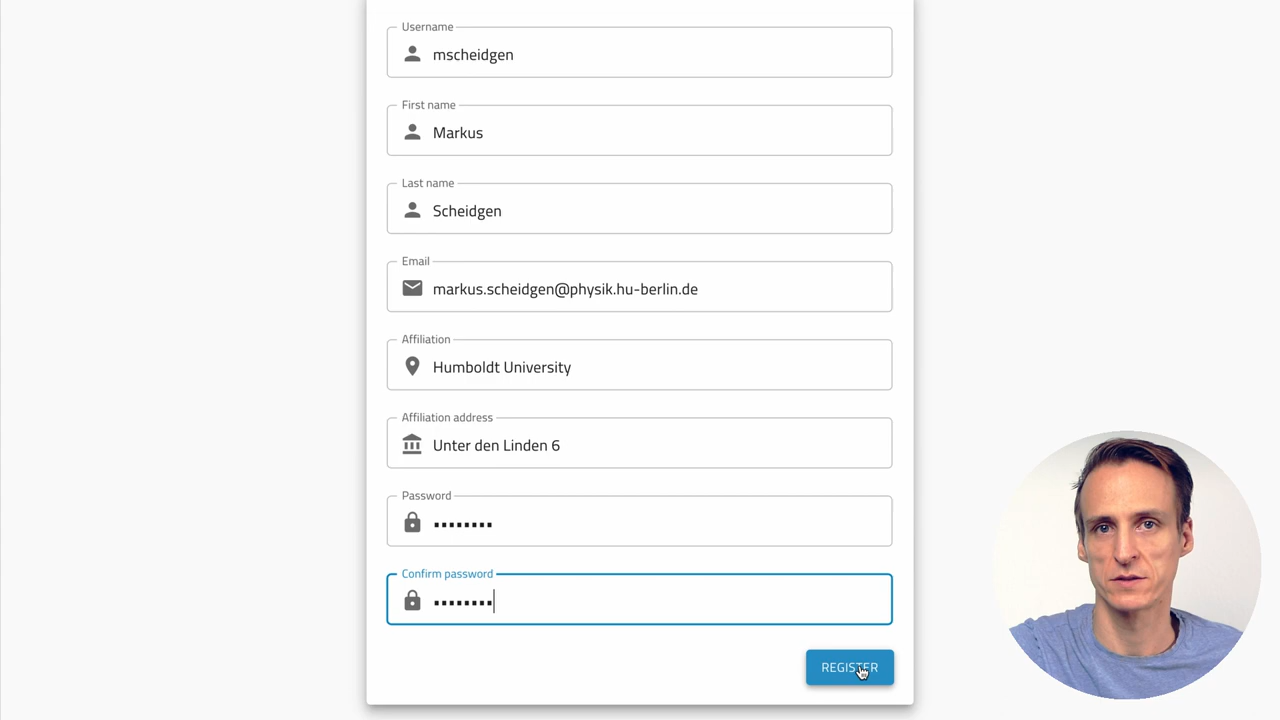 Username
mscheidgen
First name
Markus
Last name
Scheidgen
Email
markus.scheidgen@physik.hu-berlin.de
Affiliation
Humboldt University
Affiliation address
Unter den Linden 6
Password
••••••••
Confirm password
••••••••
REGISTER